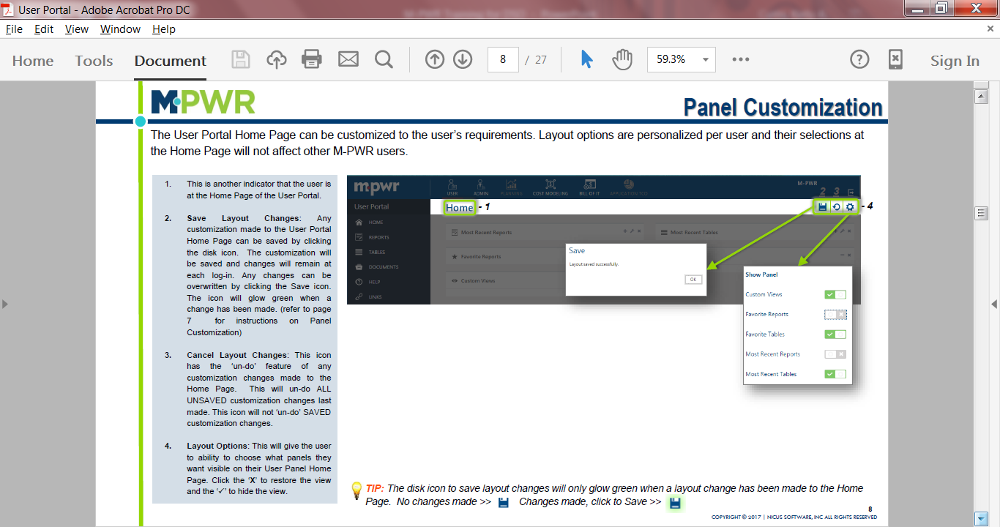 User Portal - Adobe Acrobat Pro DC
File Edit View Window Help
Home Tools Document 8 / 27 59.3% Sign In
M·PWR
Panel Customization
The User Portal Home Page can be customized to the user's requirements. Layout options are personalized per user and their selections at
the Home Page will not affect other M-PWR users.
1. This is another indicator that the user is
at the Home Page of the User Portal.
2. Save Layout Changes: Any
customization made to the User Portal
Home Page can be saved by clicking
the disk icon. The customization will
be saved and changes will remain at
each log-in. Any changes can be
overwritten by clicking the Save icon.
The icon will glow green when a
change has been made. (refer to page
7 for instructions on Panel
Customization)
3. Cancel Layout Changes: This icon
has the ‘un-do’ feature of any
customization changes made to the
Home Page. This will un-do ALL
UNSAVED customization changes last
made. This icon will not ‘un-do’ SAVED
customization changes.
4. Layout Options: This will give the user
to ability to choose what panels they
want visible on their User Panel Home
Page. Click the ‘X’ to restore the view
and the ‘✓’ to hide the view.
mpwr
USER ADMIN PLANNING COST MODELING BILL OF IT APPLICATION TCO
M-PWR
2 3
User Portal
Home - 1
- 4
HOME
REPORTS
TABLES
DOCUMENTS
HELP
LINKS
Most Recent Reports
Most Recent Tables
Favorite Reports
Custom Views
Save
Layout saved successfully.
OK
Show Panel
Custom Views
Favorite Reports
Favorite Tables
Most Recent Reports
Most Recent Tables
TIP: The disk icon to save layout changes will only glow green when a layout change has been made to the Home
Page. No changes made >> Changes made, click to Save >>
8
COPYRIGHT © 2017 | NICUS SOFTWARE, INC ALL RIGHTS RESERVED